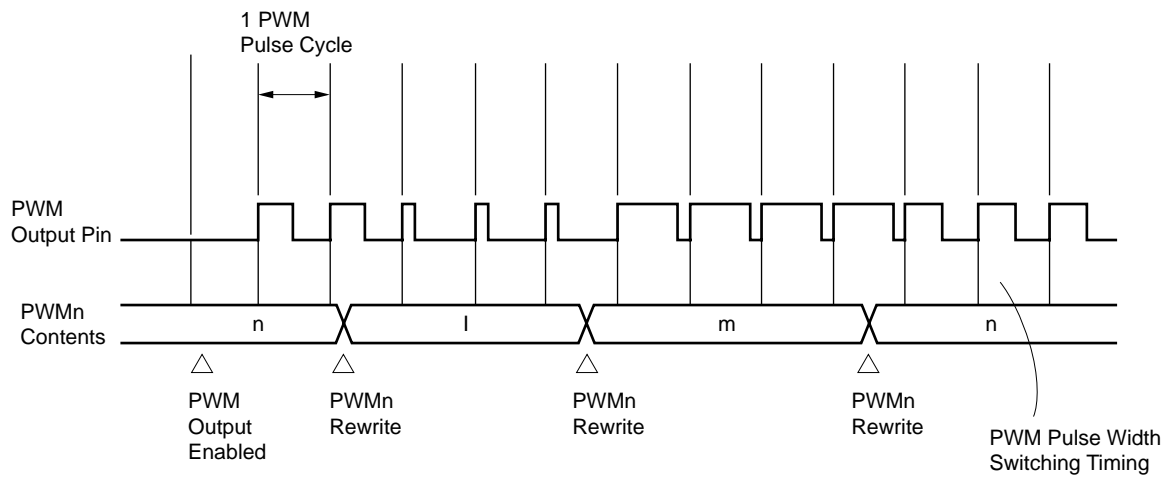 1 PWM
Pulse Cycle
PWM
Output Pin
PWMn
Contents
n
l
m
n
PWM
Output
Enabled
PWMn
Rewrite
PWMn
Rewrite
PWMn
Rewrite
PWM Pulse Width
Switching Timing